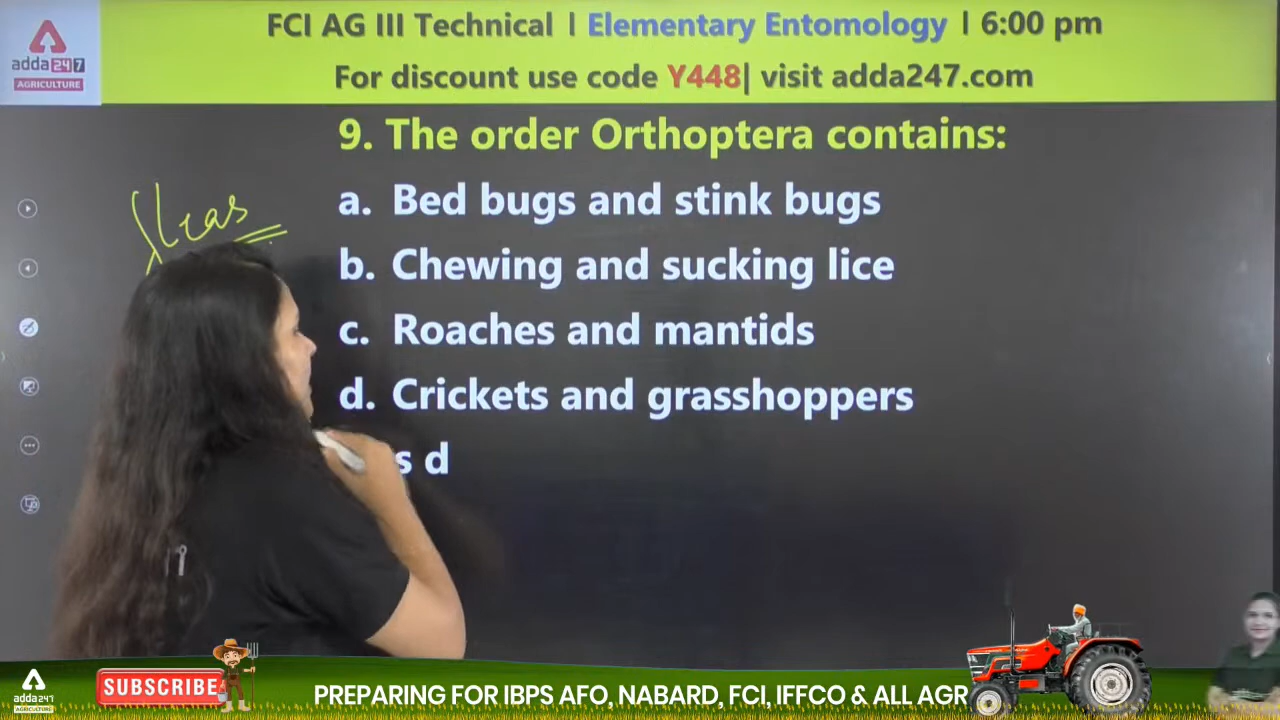 FCI AG III Technical I Elementary Entomology I 6:00 pm
For discount use code Y448| visit adda247.com
adda247
AGRICULTURE
9. The order Orthoptera contains:
a. Bed bugs and stink bugs
b. Chewing and sucking lice
c. Roaches and mantids
d. Crickets and grasshoppers
s d
adda247
SUBSCRIBE
PREPARING FOR IBPS AFO, NABARD, FCI, IFFCO & ALL AGR